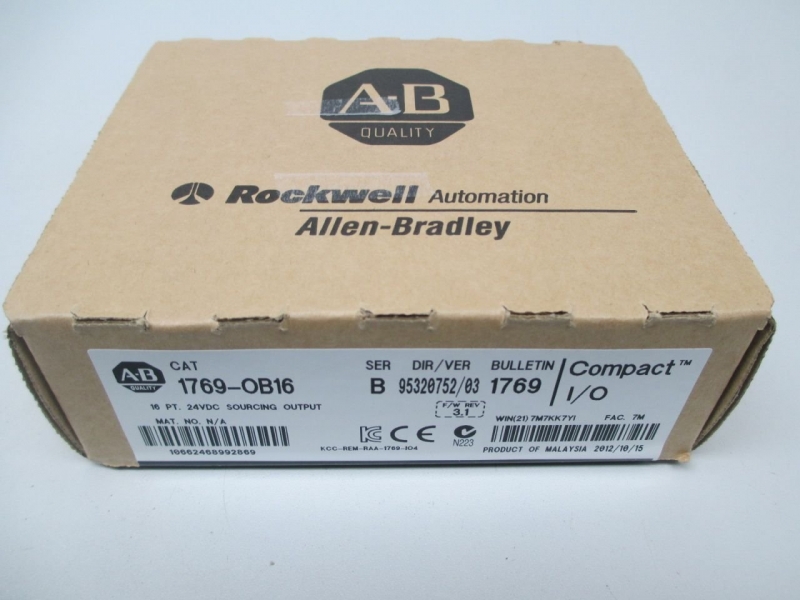 A·B
QUALITY
Rockwell Automation
Allen-Bradley
A·B
QUALITY
CAT
1769-OB16
16 PT. 24VDC SOURCING OUTPUT
MAT. NO. N/A
10662468992869
SER
B
DIR/VER
95320752/03
F/W REV
3.1
BULLETIN
1769
Compact™
I/O
WIN(21) 7M7KK7YI
FAC. 7M
KCC-REM-RAA-1769-IO4
CE
N223
PRODUCT OF MALAYSIA 2012/10/15